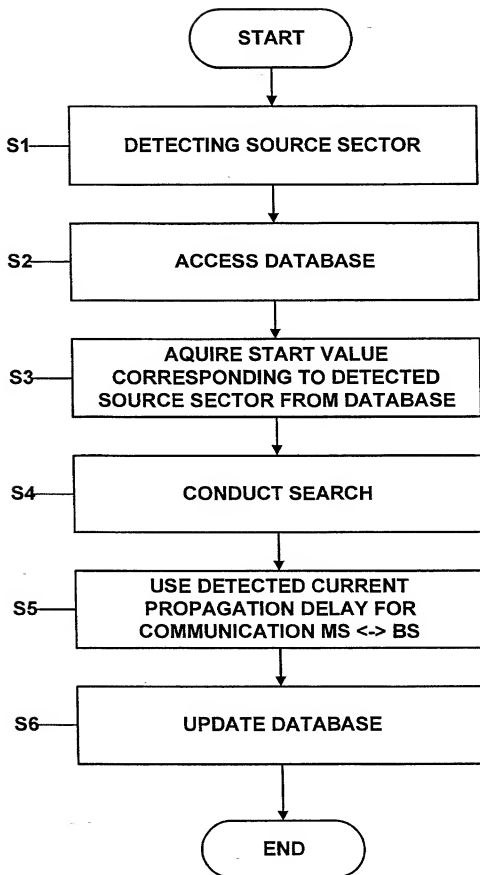 START
S1
DETECTING SOURCE SECTOR
S2
ACCESS DATABASE
S3
AQUIRE START VALUE
CORRESPONDING TO DETECTED
SOURCE SECTOR FROM DATABASE
S4
CONDUCT SEARCH
S5
USE DETECTED CURRENT
PROPAGATION DELAY FOR
COMMUNICATION MS <-> BS
S6
UPDATE DATABASE
END